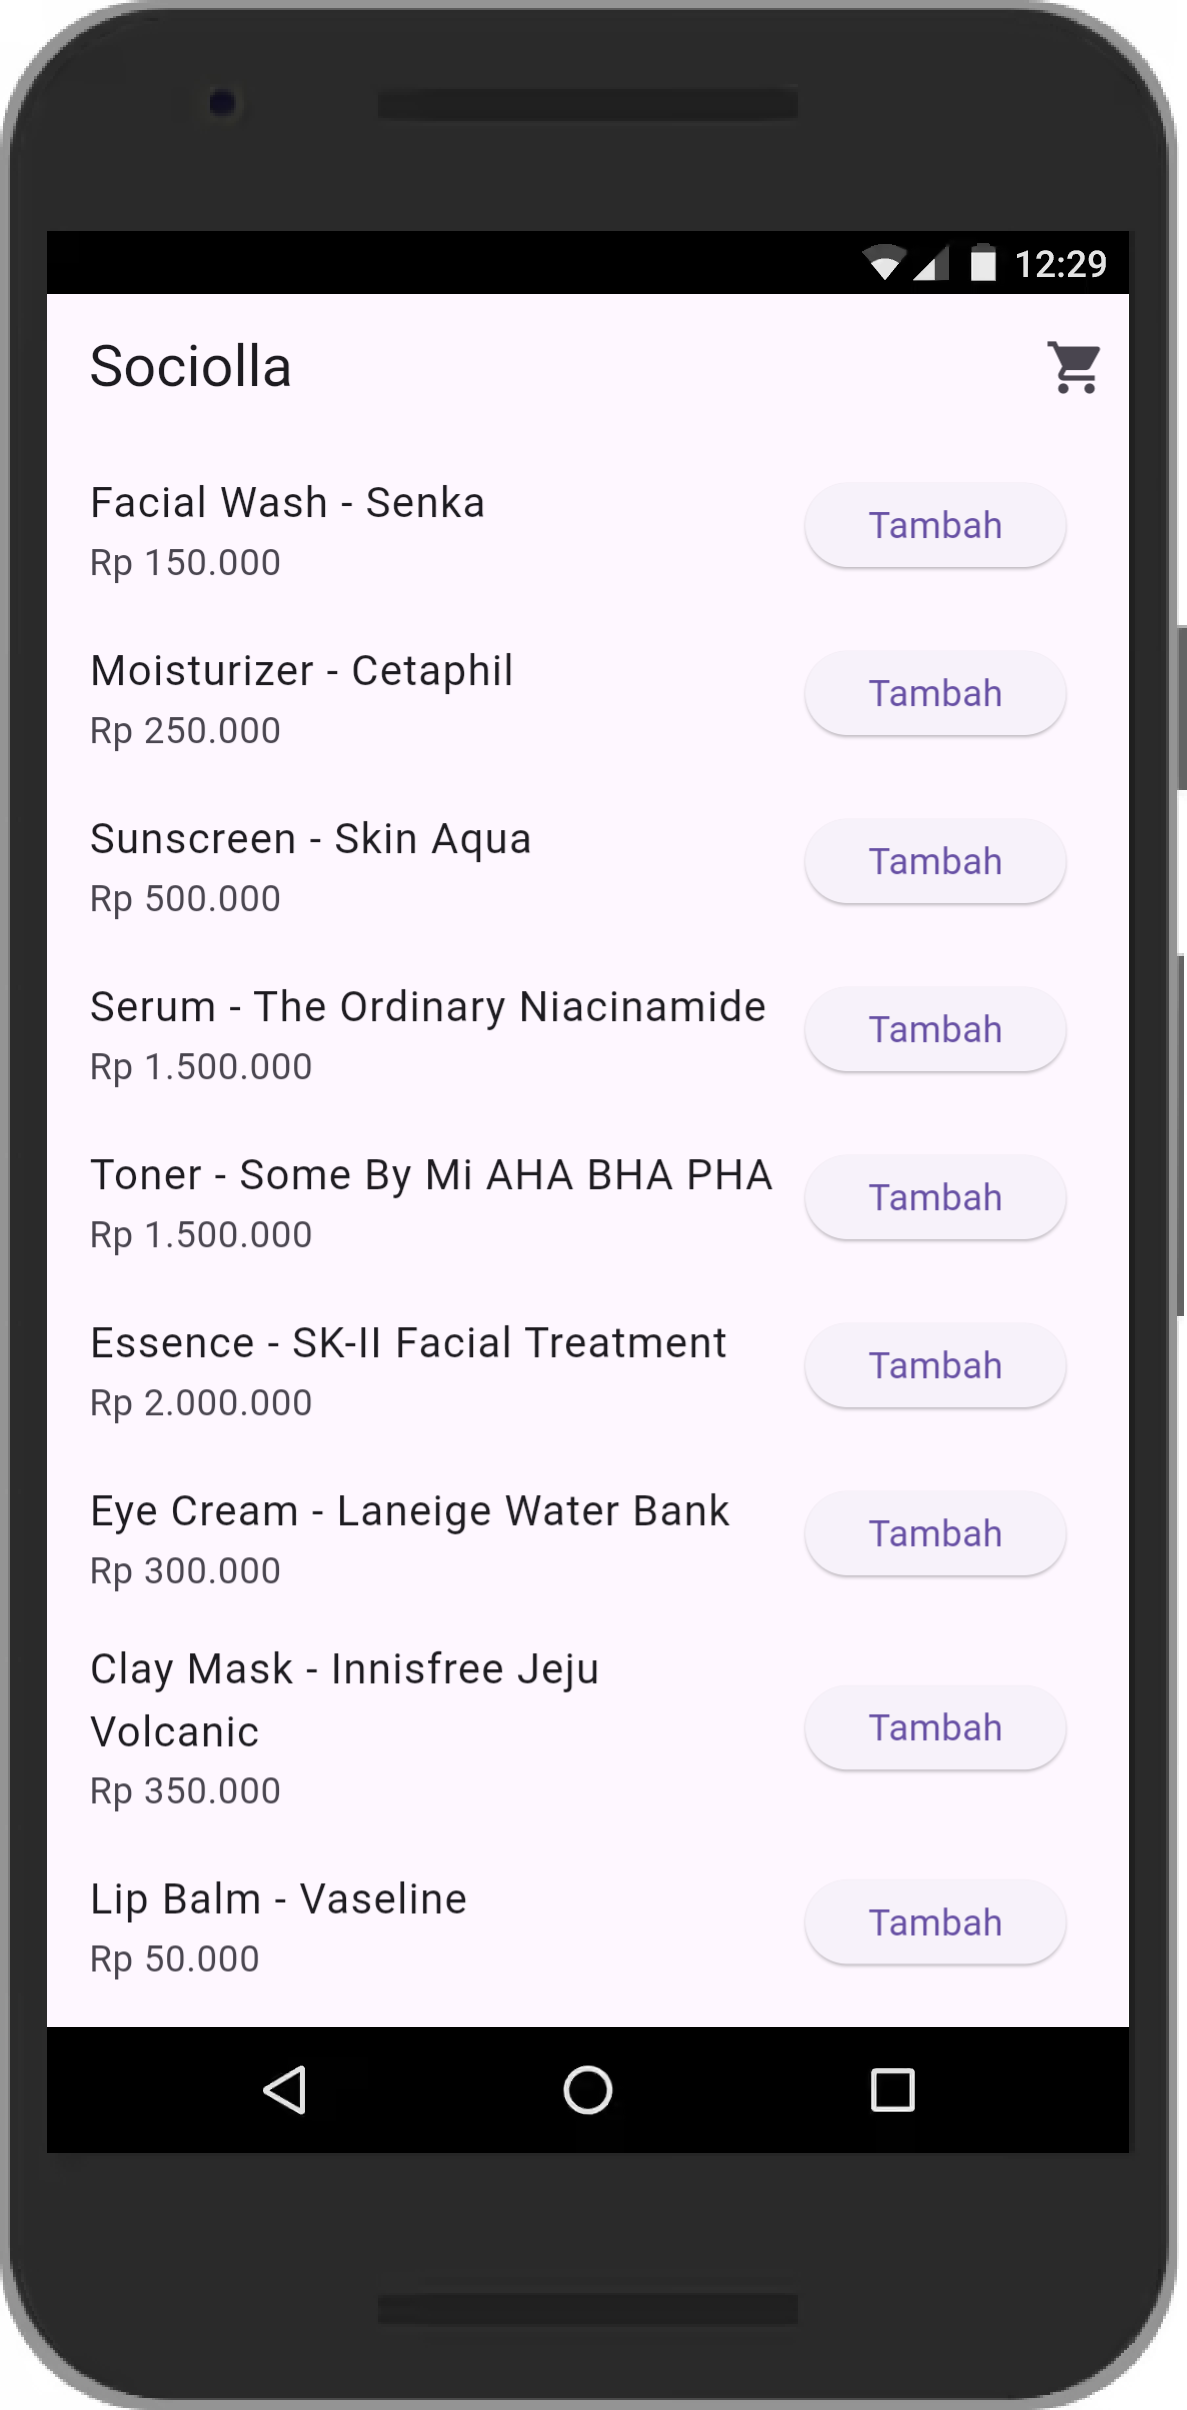 12:29
Sociolla
Facial Wash - Senka
Rp 150.000
Tambah
Moisturizer - Cetaphil
Rp 250.000
Tambah
Sunscreen - Skin Aqua
Rp 500.000
Tambah
Serum - The Ordinary Niacinamide
Rp 1.500.000
Tambah
Toner - Some By Mi AHA BHA PHA
Rp 1.500.000
Tambah
Essence - SK-II Facial Treatment
Rp 2.000.000
Tambah
Eye Cream - Laneige Water Bank
Rp 300.000
Tambah
Clay Mask - Innisfree Jeju
Volcanic
Rp 350.000
Tambah
Lip Balm - Vaseline
Rp 50.000
Tambah